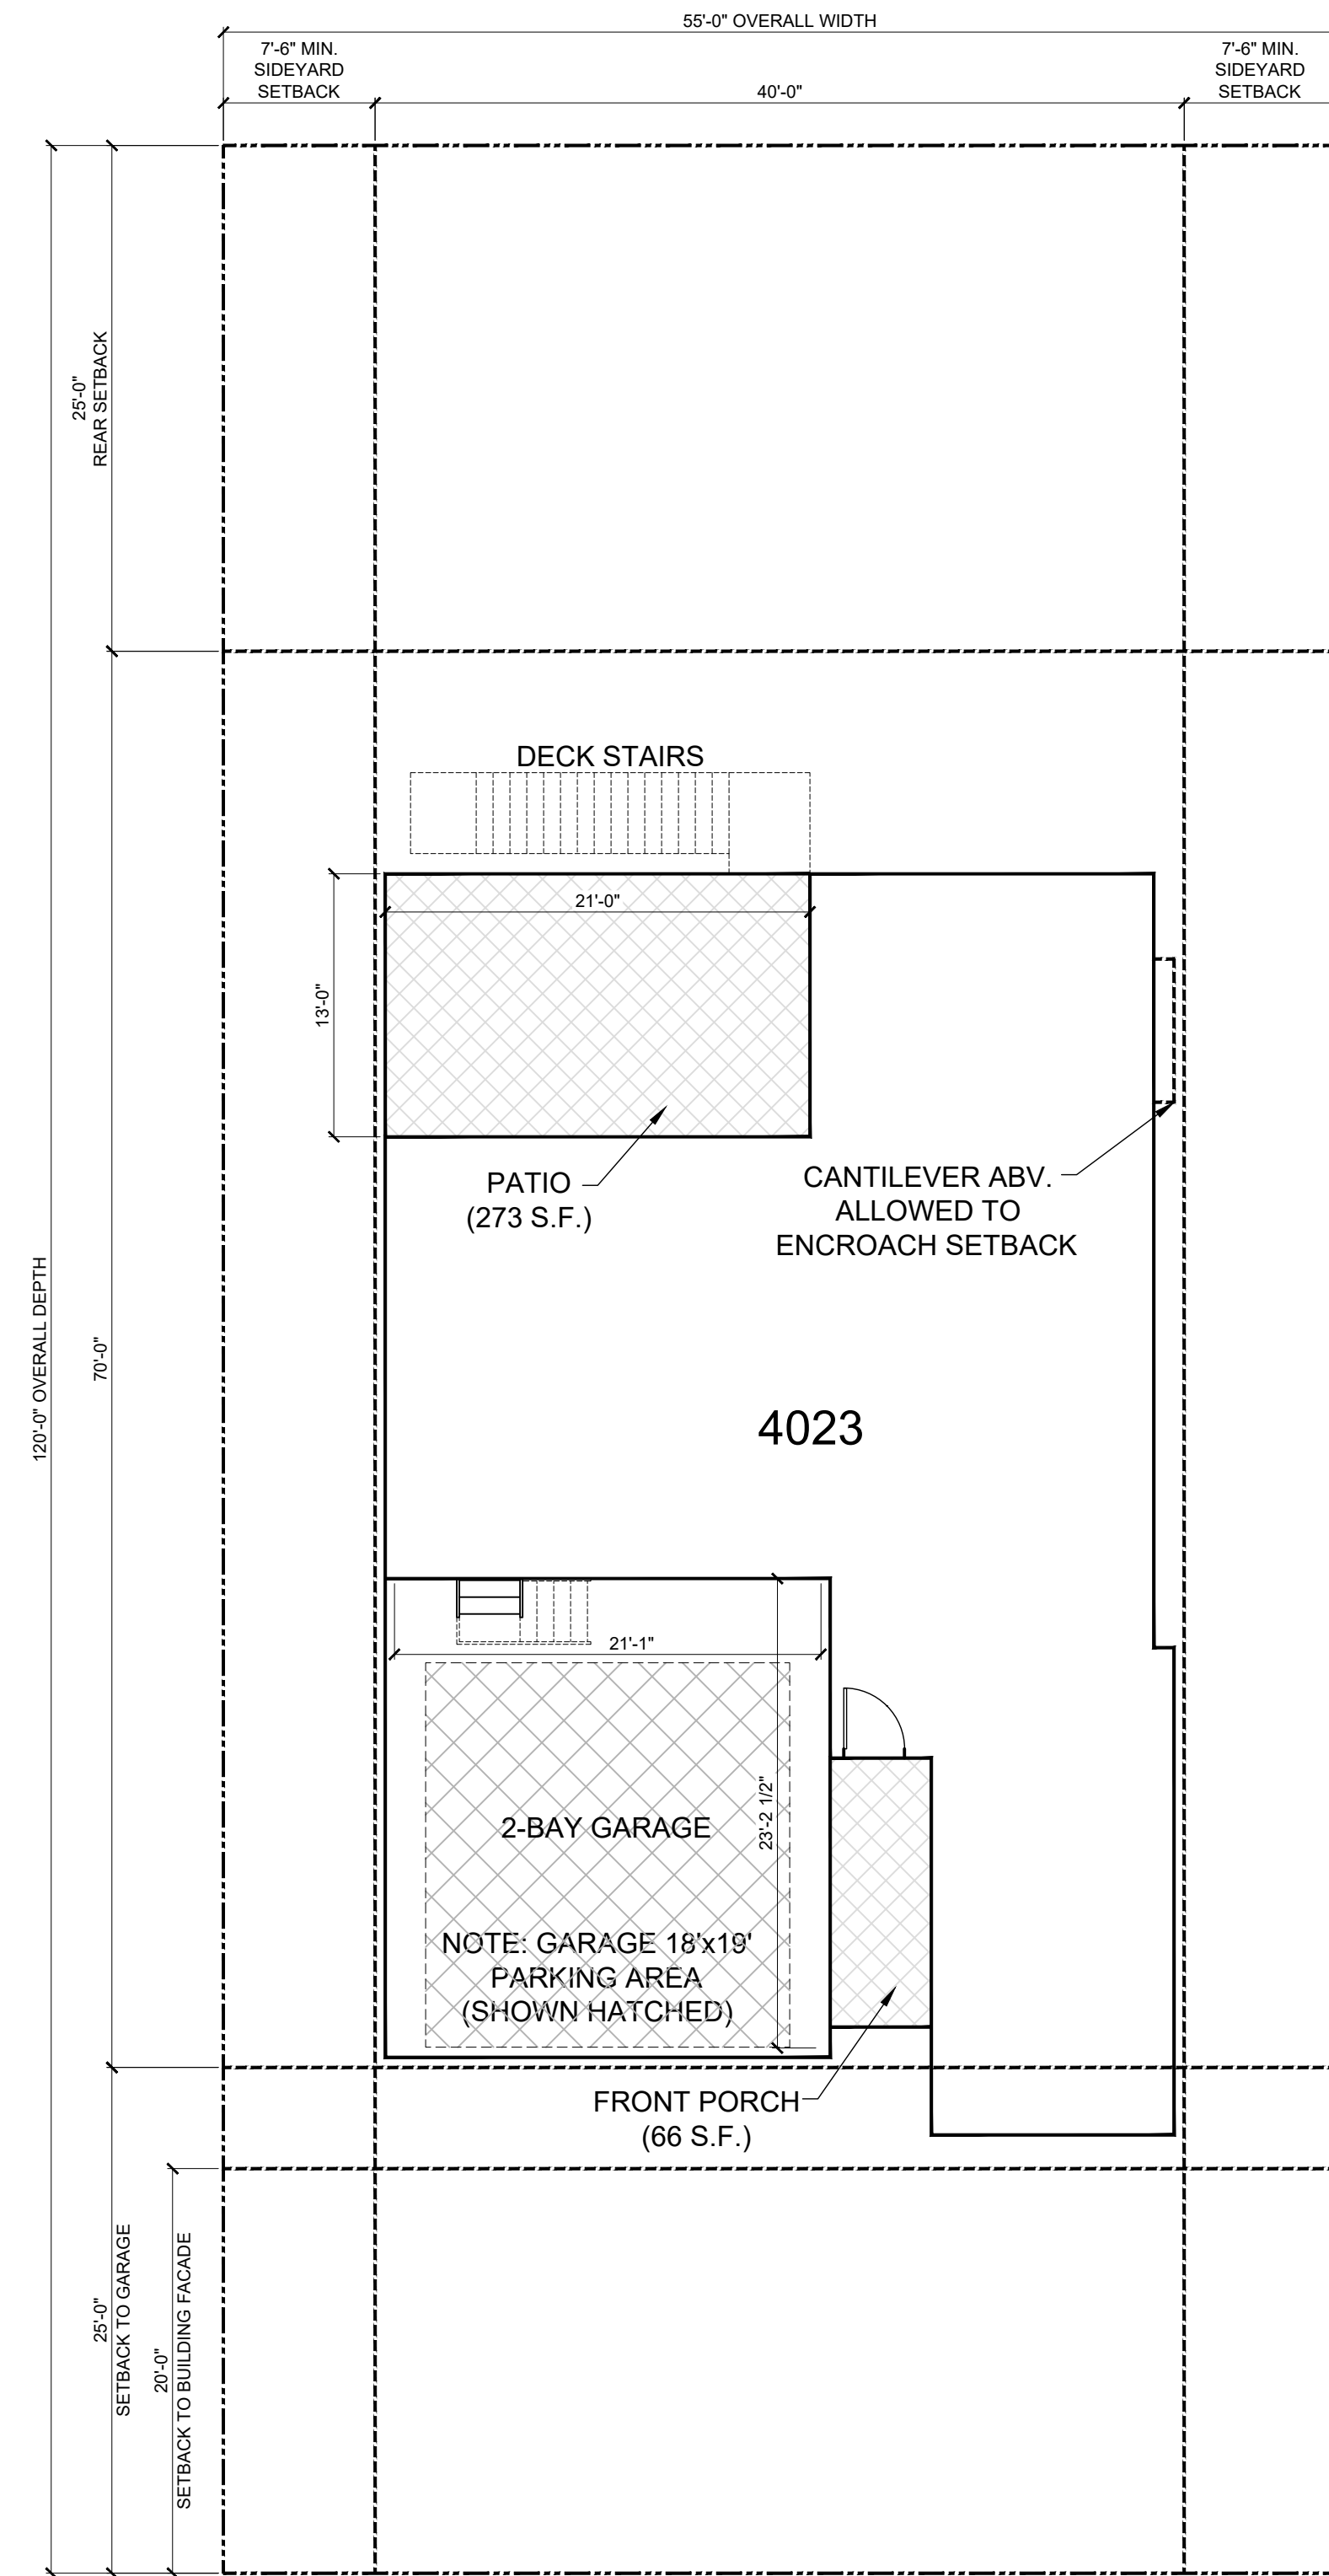 55'-0" OVERALL WIDTH
7'-6" MIN.
SIDEYARD
SETBACK
40'-0"
7'-6" MIN.
SIDEYARD
SETBACK
25'-0"
REAR SETBACK
DECK STAIRS
21'-0"
13'-0"
PATIO
(273 S.F.)
CANTILEVER ABV.
ALLOWED TO
ENCROACH SETBACK
120'-0" OVERALL DEPTH
70'-0"
4023
21'-1"
23'-2 1/2"
2-BAY GARAGE
NOTE: GARAGE 18'x19'
PARKING AREA
(SHOWN HATCHED)
FRONT PORCH
(66 S.F.)
25'-0"
SETBACK TO GARAGE
20'-0"
SETBACK TO BUILDING FACADE